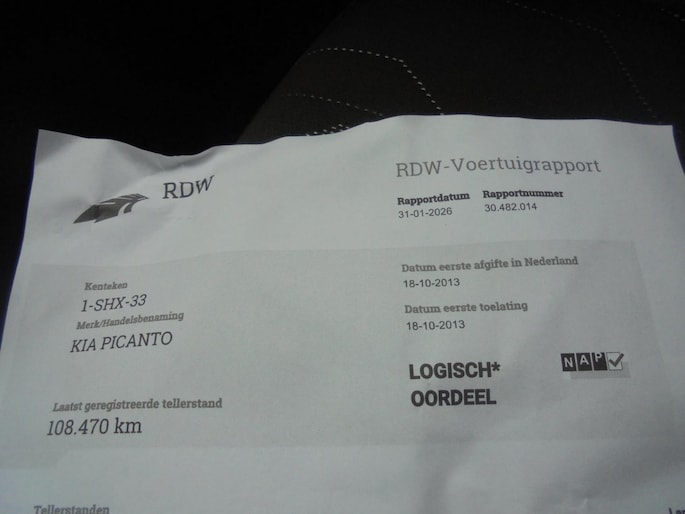 RDW
RDW-Voertuigrapport
Rapportdatum Rapportnummer
31-01-2026 30.482.014
Kenteken
1-SHX-33
Merk/Handelsbenaming
KIA PICANTO
Laatst geregistreerde tellerstand
108.470 km
Datum eerste afgifte in Nederland
18-10-2013
Datum eerste toelating
18-10-2013
LOGISCH*
OORDEEL
NAP
Tellerstanden